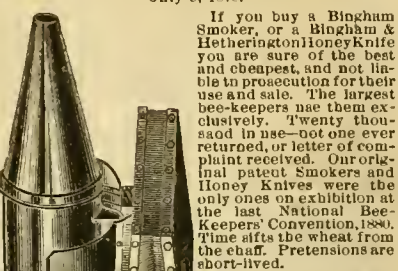 If you buy a Bingham
Smoker, or a Bingham &
Hetherington Honey Knife
you are sure of the best
and cheapest, and not lia-
ble to prosecution for their
use and sale. The largest
bee-keepers use them ex-
clusively. Twenty thou-
sand in use—not one ever
returned, or letter of com-
plaint received. Our orig-
inal patent Smokers and
Honey Knives were the
only ones on exhibition at
the last National Bee-
Keepers' Convention, 1880.
Time sifts the wheat from
the chaff. Pretensions are
short-lived.